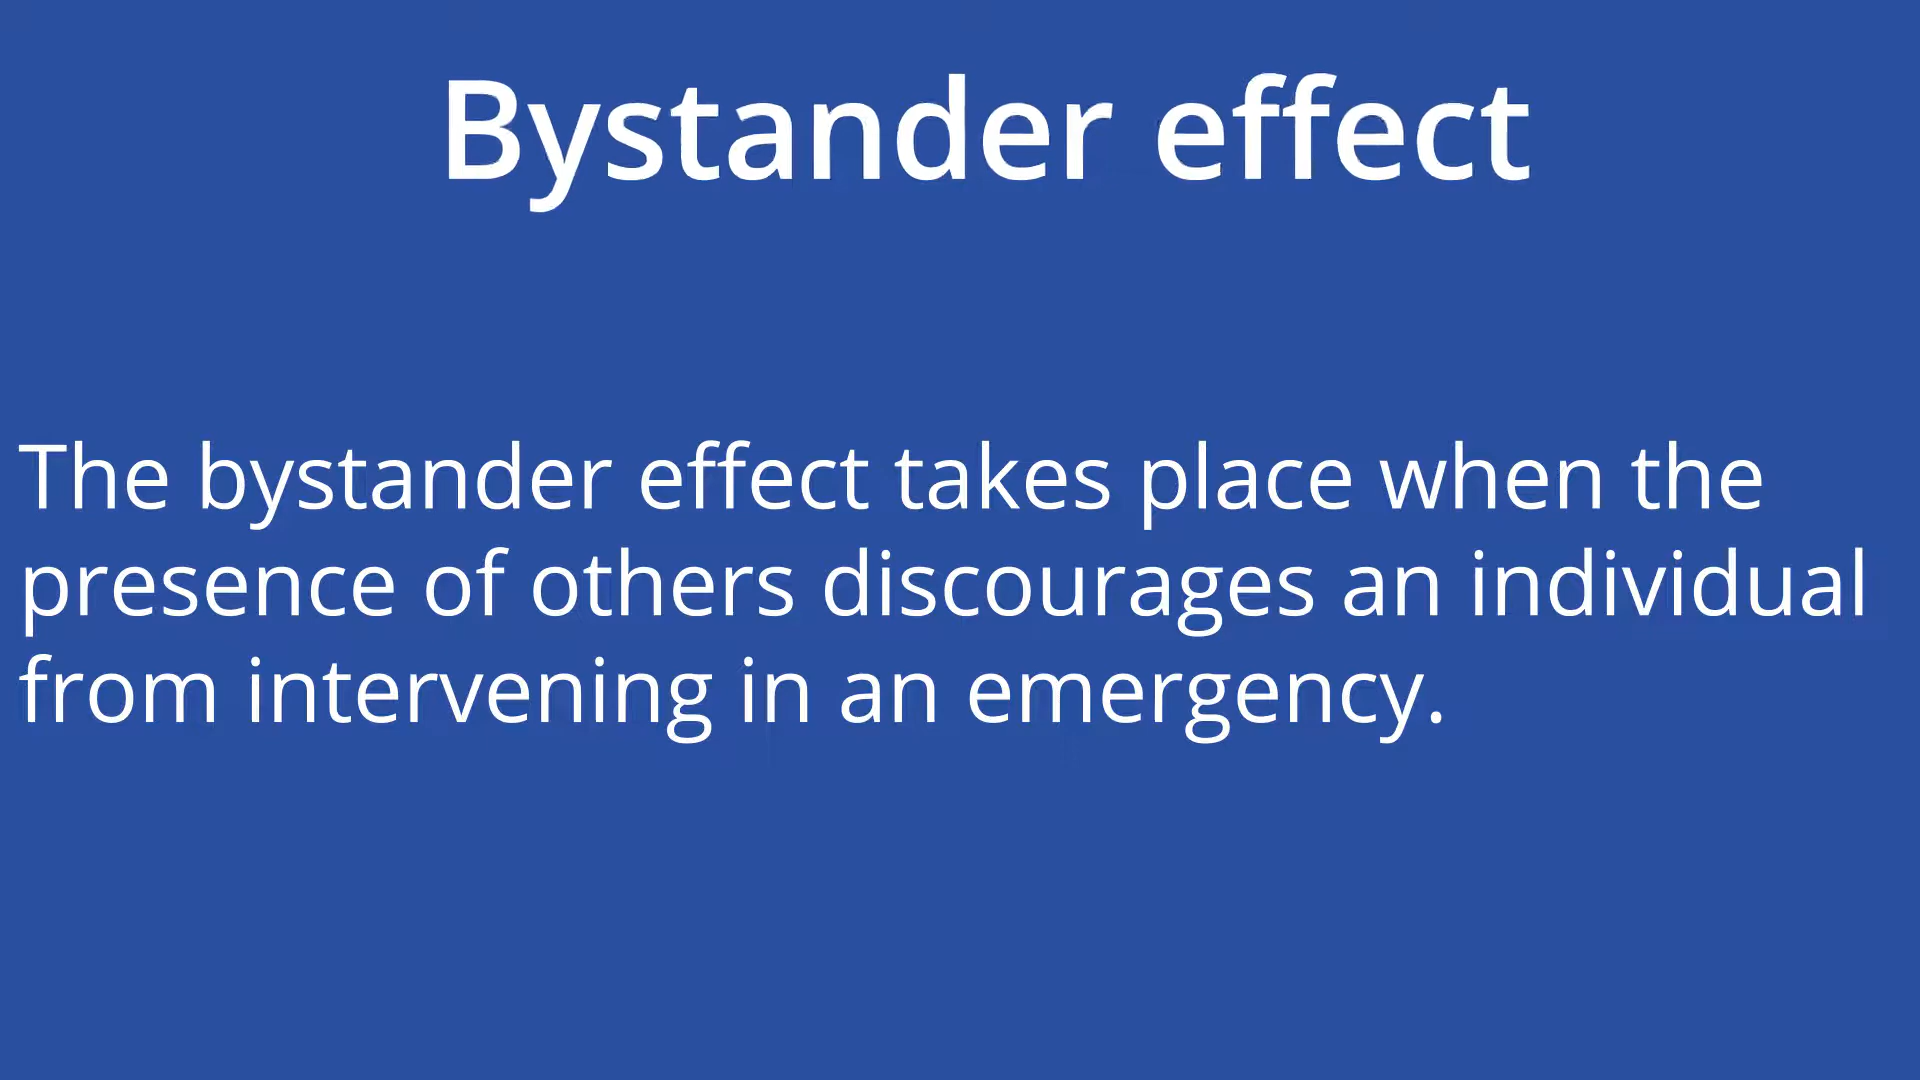 Bystander effect
The bystander effect takes place when the
presence of others discourages an individual
from intervening in an emergency.